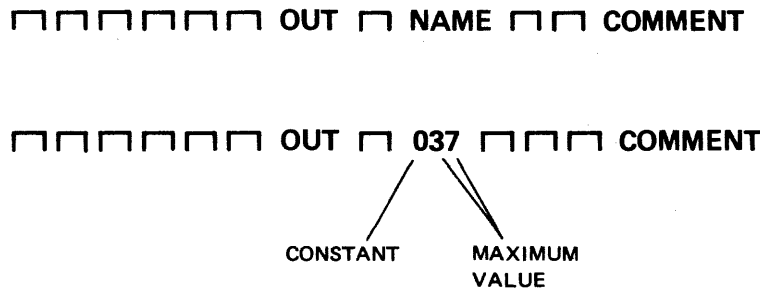 ⊓⊓⊓⊓⊓⊓ OUT ⊓ NAME ⊓⊓ COMMENT
⊓⊓⊓⊓⊓⊓ OUT ⊓ 037 ⊓⊓⊓ COMMENT
CONSTANT MAXIMUM
VALUE